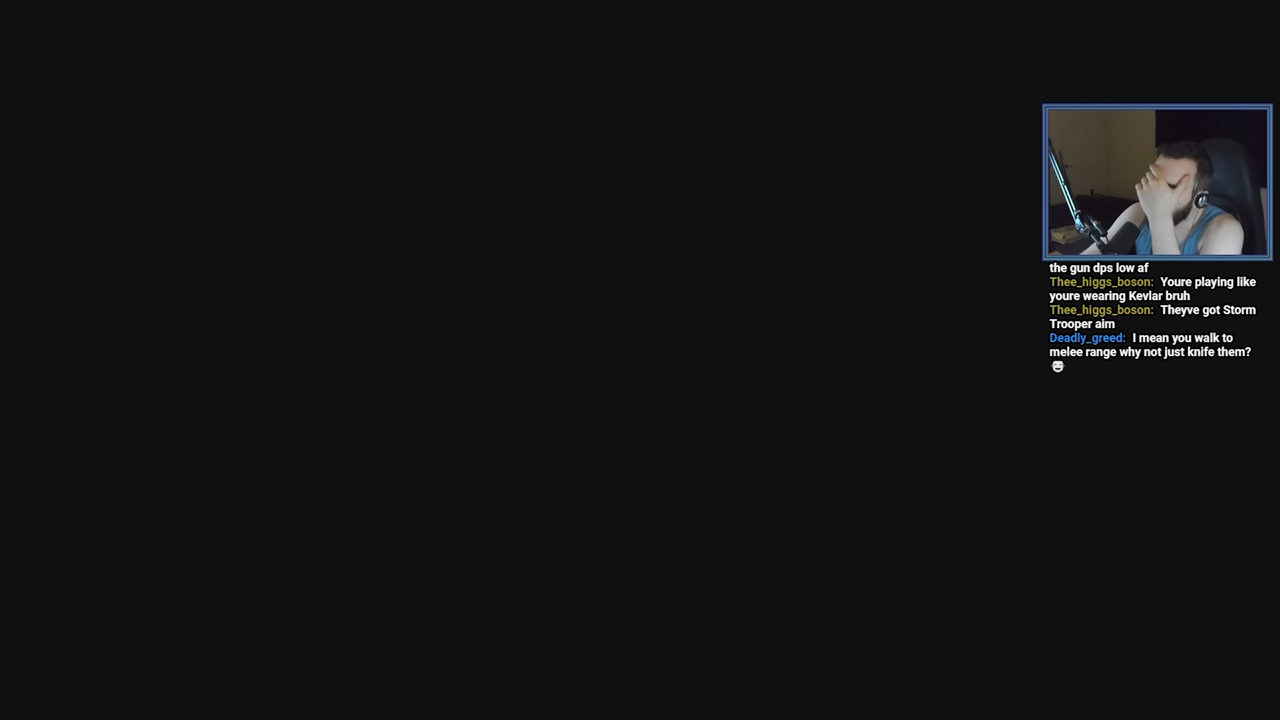 the gun dps low af
Thee_higgs_boson: Youre playing like
youre wearing Kevlar bruh
Thee_higgs_boson: Theyve got Storm
Trooper aim
Deadly_greed: I mean you walk to
melee range why not just knife them?